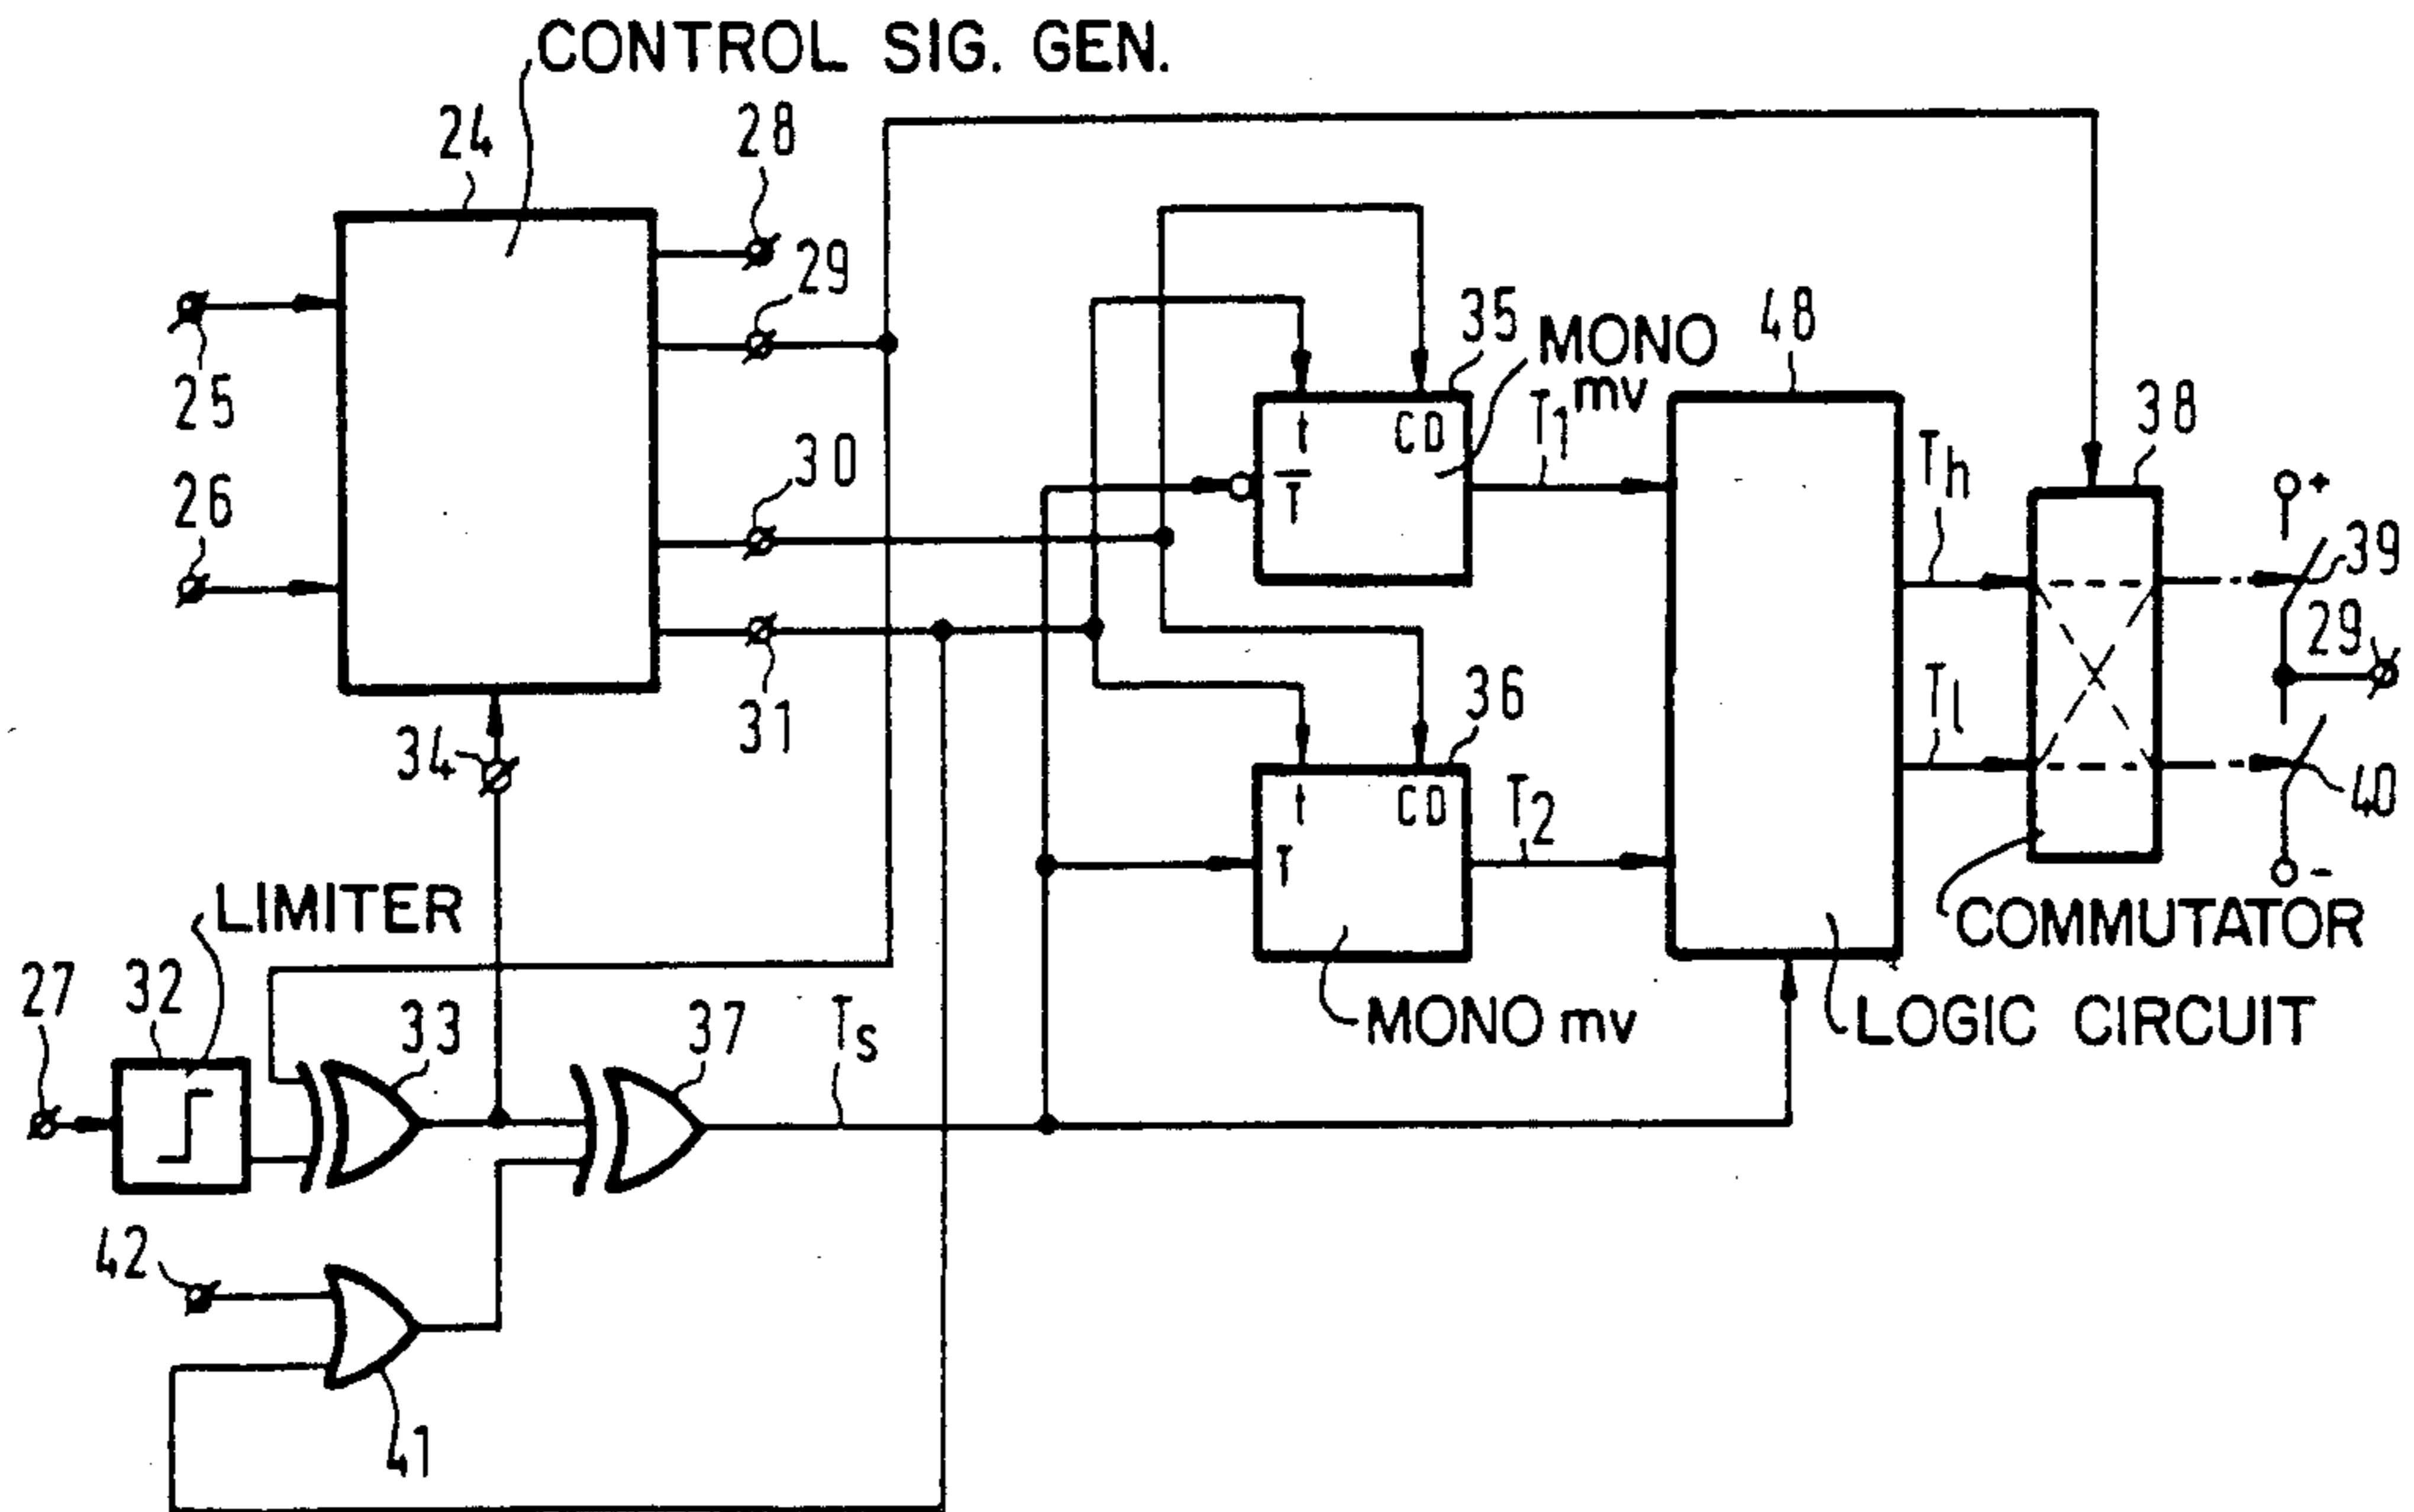 CONTROL SIG. GEN.
24
28
29
25
26
30
31
34
35
MONO
mv
T1
48
38
+
39
29
40
-
t
CD
T̅
Th
Tl
36
t
CD
T
T2
COMMUTATOR
LIMITER
27
32
33
37
Ts
MONO mv
LOGIC CIRCUIT
42
41